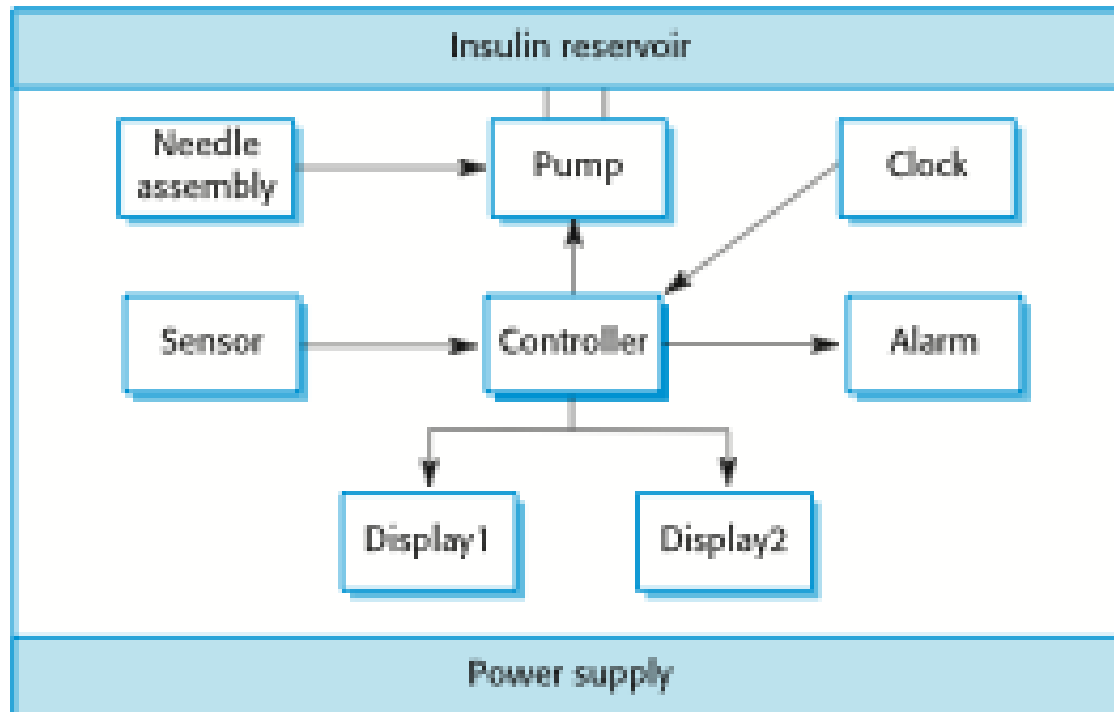 Insulin reservoir
Needle
assembly
Pump
Clock
Sensor
Controller
Alarm
Display1
Display2
Power supply